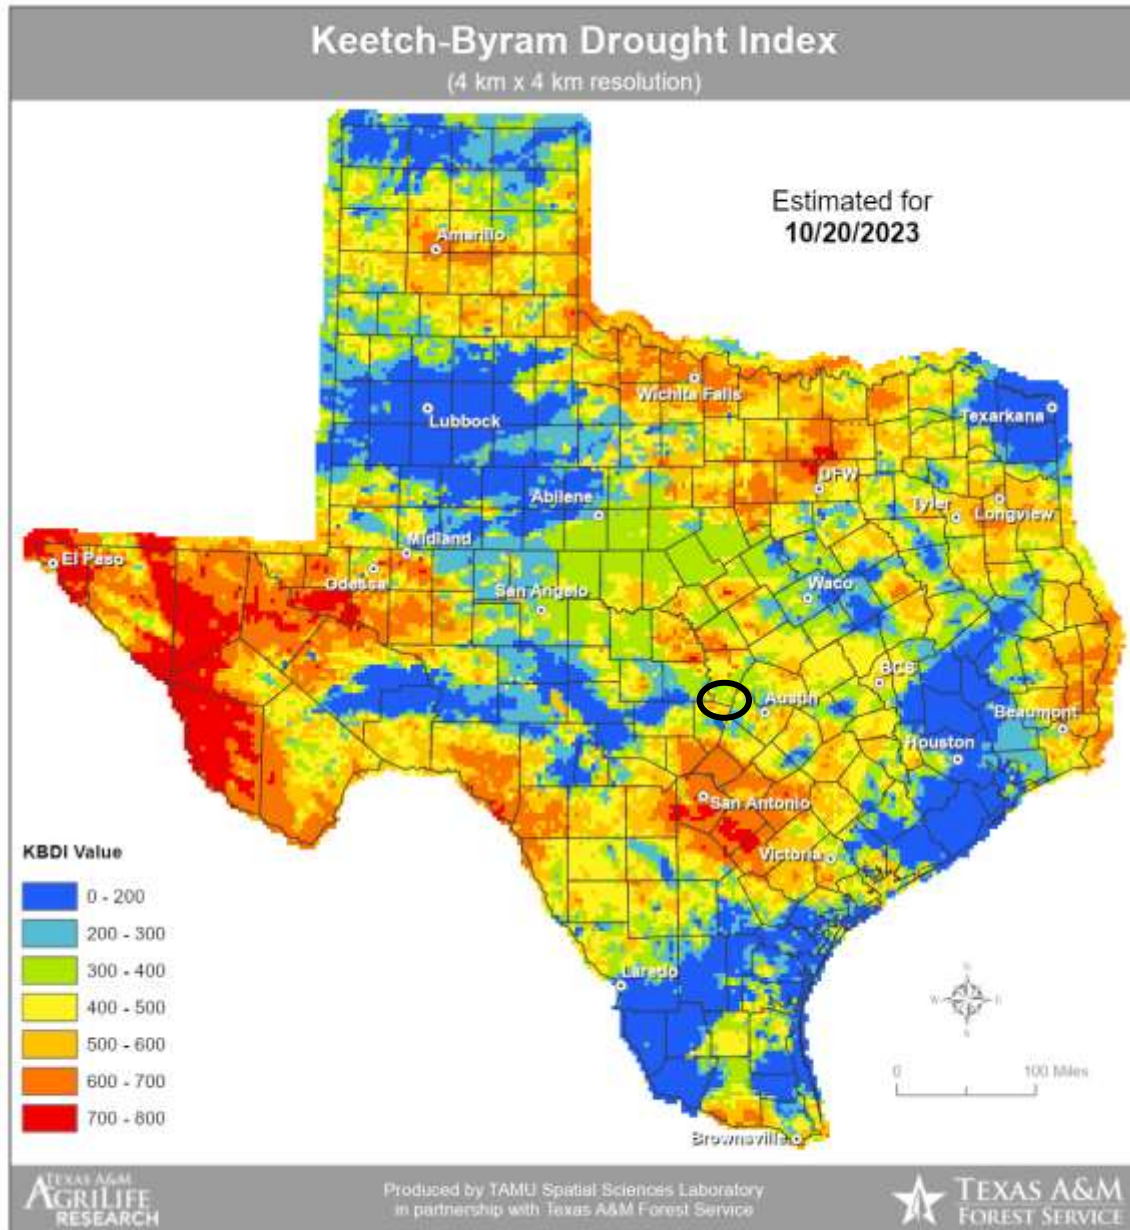 Keetch-Byram Drought Index
(4 km x 4 km resolution)
Estimated for
10/20/2023
Amarillo
Wichita Falls
Lubbock
Texarkana
Abilene
DFW
Tyler
Longview
Midland
El Paso
Odessa
San Angelo
Waco
BCS
Austin
Beaumont
Houston
San Antonio
Victoria
Laredo
Brownsville
KBDI Value
0 - 200
200 - 300
300 - 400
400 - 500
500 - 600
600 - 700
700 - 800
N
W
E
S
0
100 Miles
TEXAS A&M
AGRILIFE
RESEARCH
Produced by TAMU Spatial Sciences Laboratory
in partnership with Texas A&M Forest Service
TEXAS A&M
FOREST SERVICE